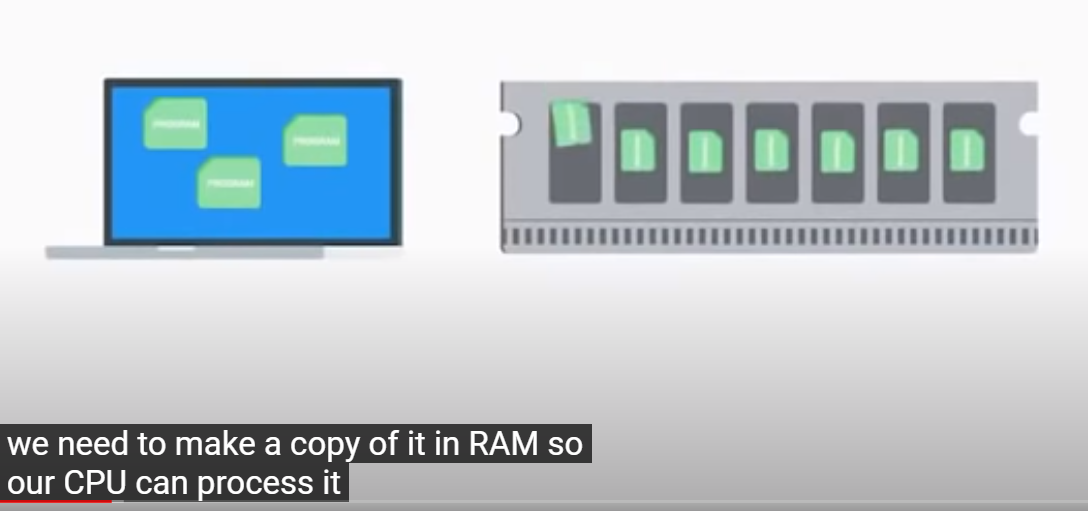 PROGRAM
PROGRAM
PROGRAM
we need to make a copy of it in RAM so
our CPU can process it